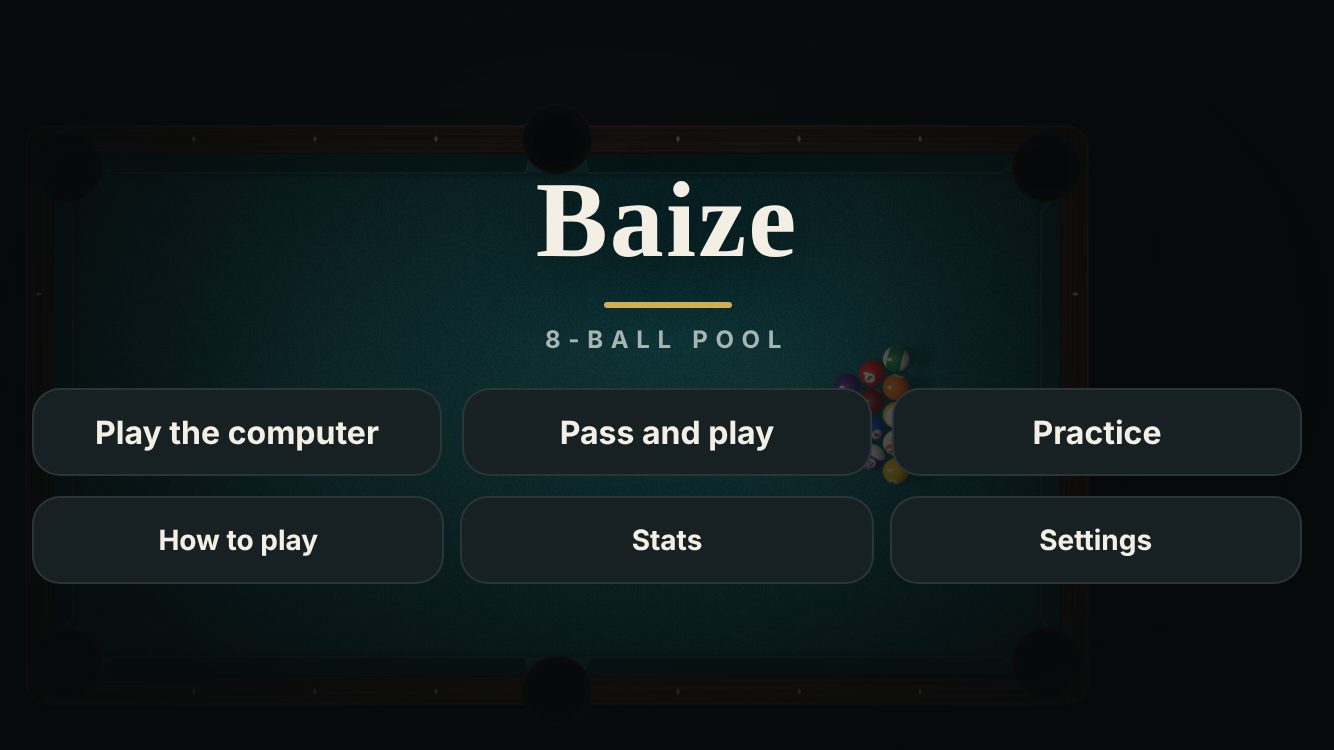 Baize
8-BALL POOL
Play the computer
Pass and play
Practice
How to play
Stats
Settings